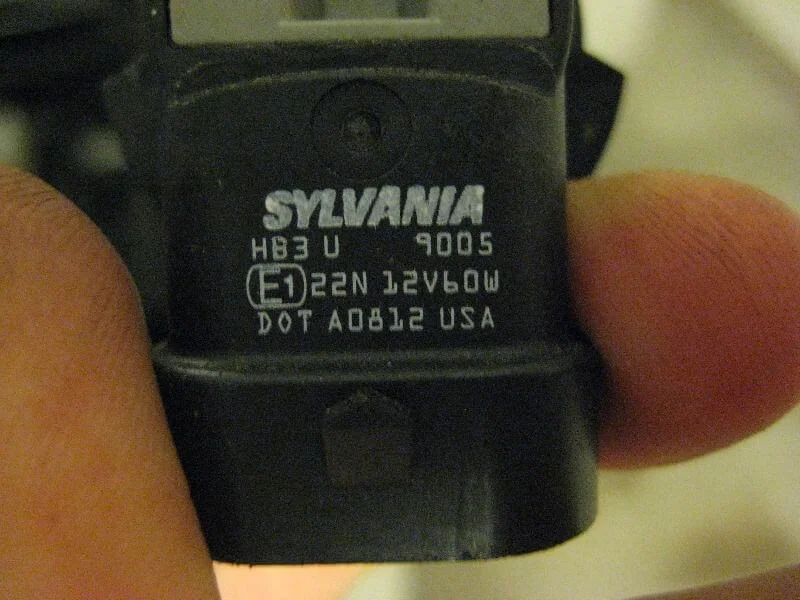 SYLVANIA
HB3 U 9005
E1 22N 12V60W
DOT A0812 USA